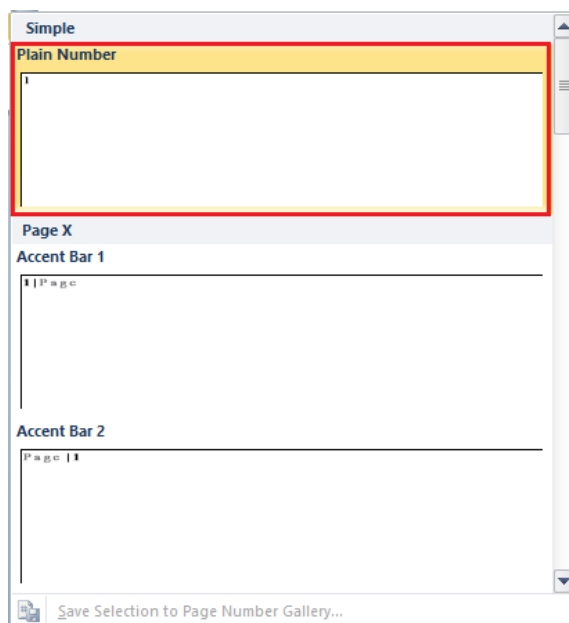 Simple
Plain Number
1
Page X
Accent Bar 1
1|Page
Accent Bar 2
Page |1
Save Selection to Page Number Gallery...